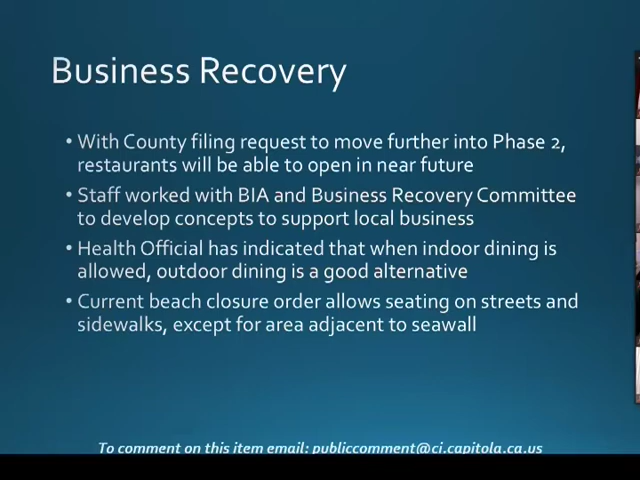 Business Recovery
• With County filing request to move further into Phase 2,
restaurants will be able to open in near future
• Staff worked with BIA and Business Recovery Committee
to develop concepts to support local business
• Health Official has indicated that when indoor dining is
allowed, outdoor dining is a good alternative
• Current beach closure order allows seating on streets and
sidewalks, except for area adjacent to seawall
To comment on this item email: publiccomment@ci.capitola.ca.us